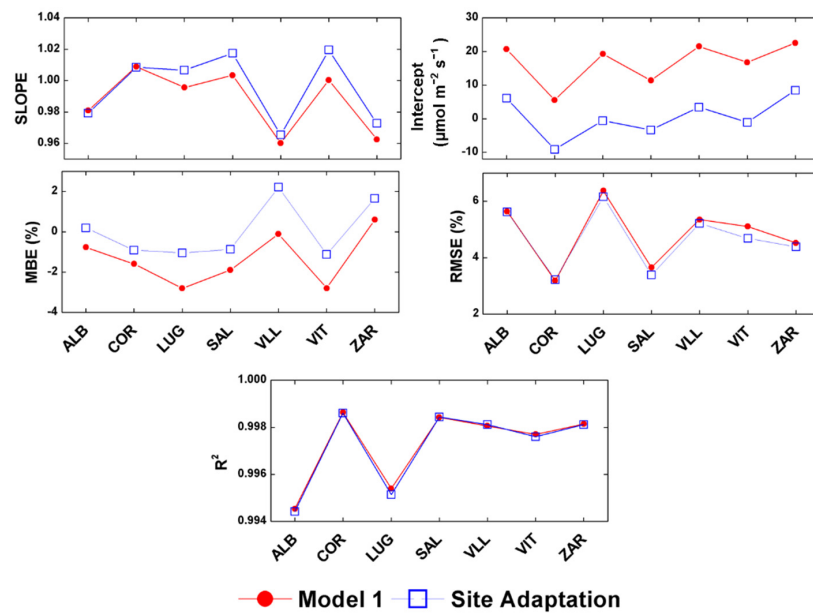 1.04
1.02
1.00
0.98
0.96
SLOPE
30
20
10
0
-10
Intercept
(µmol m⁻² s⁻¹)
2
0
-2
-4
MBE (%)
ALB COR LUG SAL VLL VIT ZAR
6
4
2
RMSE (%)
ALB COR LUG SAL VLL VIT ZAR
1.000
0.998
0.996
0.994
R²
ALB COR LUG SAL VLL VIT ZAR
Model 1 Site Adaptation